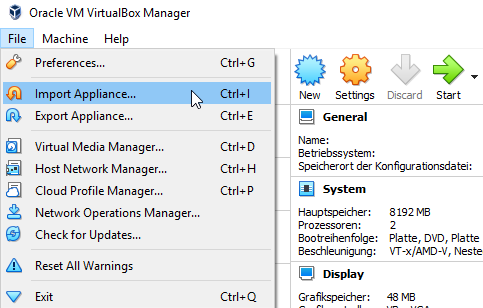 Oracle VM VirtualBox Manager
File Machine Help
Preferences... Ctrl+G
Import Appliance... Ctrl+I
Export Appliance... Ctrl+E
Virtual Media Manager... Ctrl+D
Host Network Manager... Ctrl+H
Cloud Profile Manager... Ctrl+P
Network Operations Manager...
Check for Updates...
Reset All Warnings
Exit Ctrl+Q
New Settings Discard Start
General
Name:
Betriebssystem:
Speicherort der Konfigurationsdatei:
System
Hauptspeicher: 8192 MB
Prozessoren: 2
Bootreihenfolge: Platte, DVD, Platte
Beschleunigung: VT-x/AMD-V, Neste
Display
Grafikspeicher: 48 MB